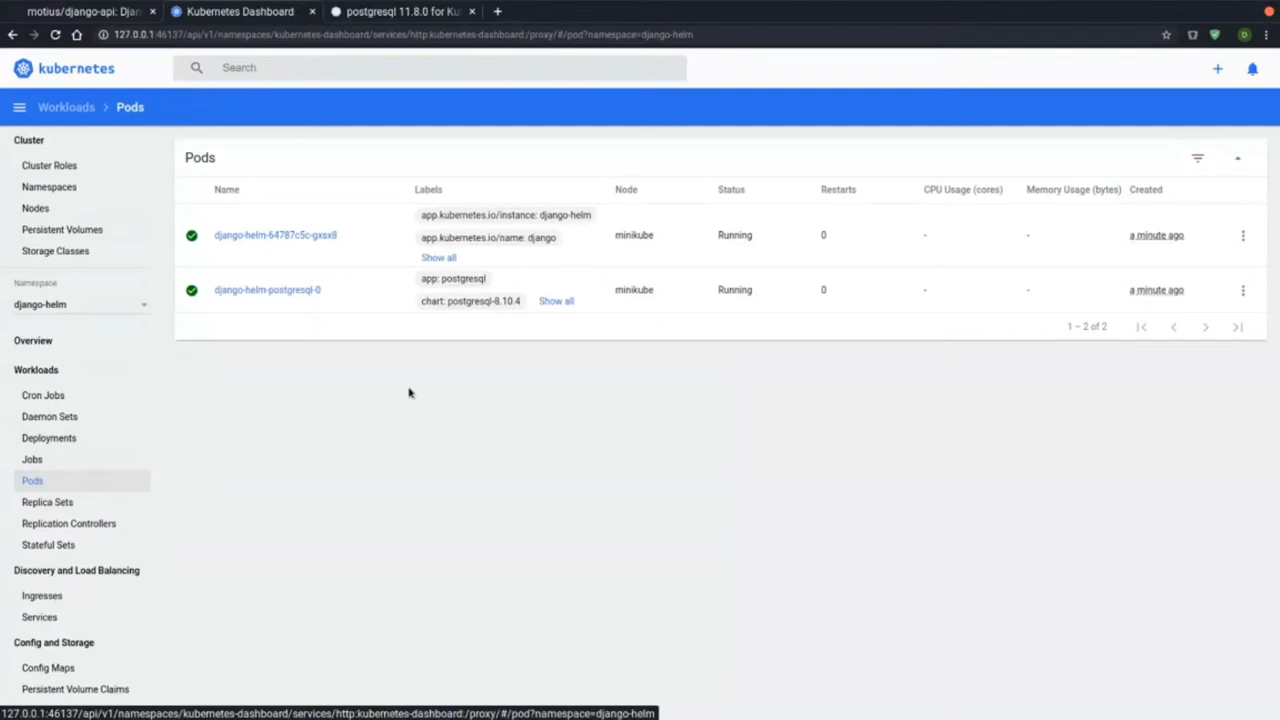 motius/django-api: Djan
Kubernetes Dashboard
postgresql 11.8.0 for Ku
127.0.0.1:46137/api/v1/namespaces/kubernetes-dashboard/services/http:kubernetes-dashboard:/proxy/#/pod?namespace=django-helm
D
kubernetes
Search
Workloads > Pods
Cluster
Cluster Roles
Namespaces
Nodes
Persistent Volumes
Storage Classes
Namespace
django-helm
Overview
Workloads
Cron Jobs
Daemon Sets
Deployments
Jobs
Pods
Replica Sets
Replication Controllers
Stateful Sets
Discovery and Load Balancing
Ingresses
Services
Config and Storage
Config Maps
Persistent Volume Claims
Pods
Name Labels Node Status Restarts CPU Usage (cores) Memory Usage (bytes) Created
app.kubernetes.io/instance: django-helm
django-helm-64787c5c-gxsx8 app.kubernetes.io/name: django minikube Running 0 - - a minute ago
Show all
app: postgresql
django-helm-postgresql-0 minikube Running 0 - - a minute ago
chart: postgresql-8.10.4 Show all
1 – 2 of 2
127.0.0.1:46137/api/v1/namespaces/kubernetes-dashboard/services/http:kubernetes-dashboard:/proxy/#/pod?namespace=django-helm